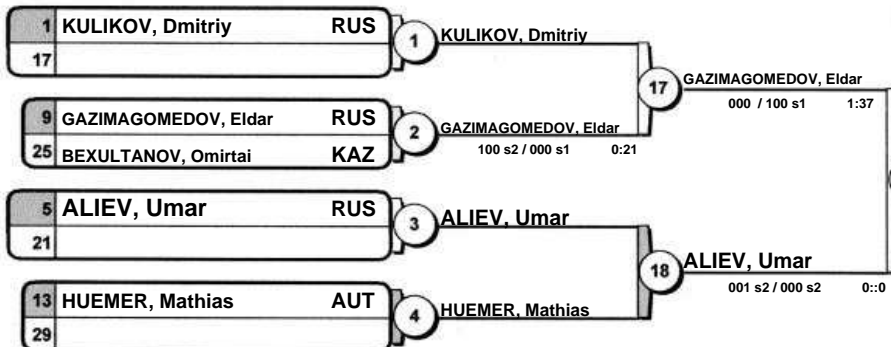 1 KULIKOV, Dmitriy RUS
17
1 KULIKOV, Dmitriy
9 GAZIMAGOMEDOV, Eldar RUS
25 BEXULTANOV, Omirtai KAZ
2 GAZIMAGOMEDOV, Eldar
100 s2 / 000 s1 0:21
17 GAZIMAGOMEDOV, Eldar
000 / 100 s1 1:37
5 ALIEV, Umar RUS
21
3 ALIEV, Umar
13 HUEMER, Mathias AUT
29
4 HUEMER, Mathias
18 ALIEV, Umar
001 s2 / 000 s2 0::0